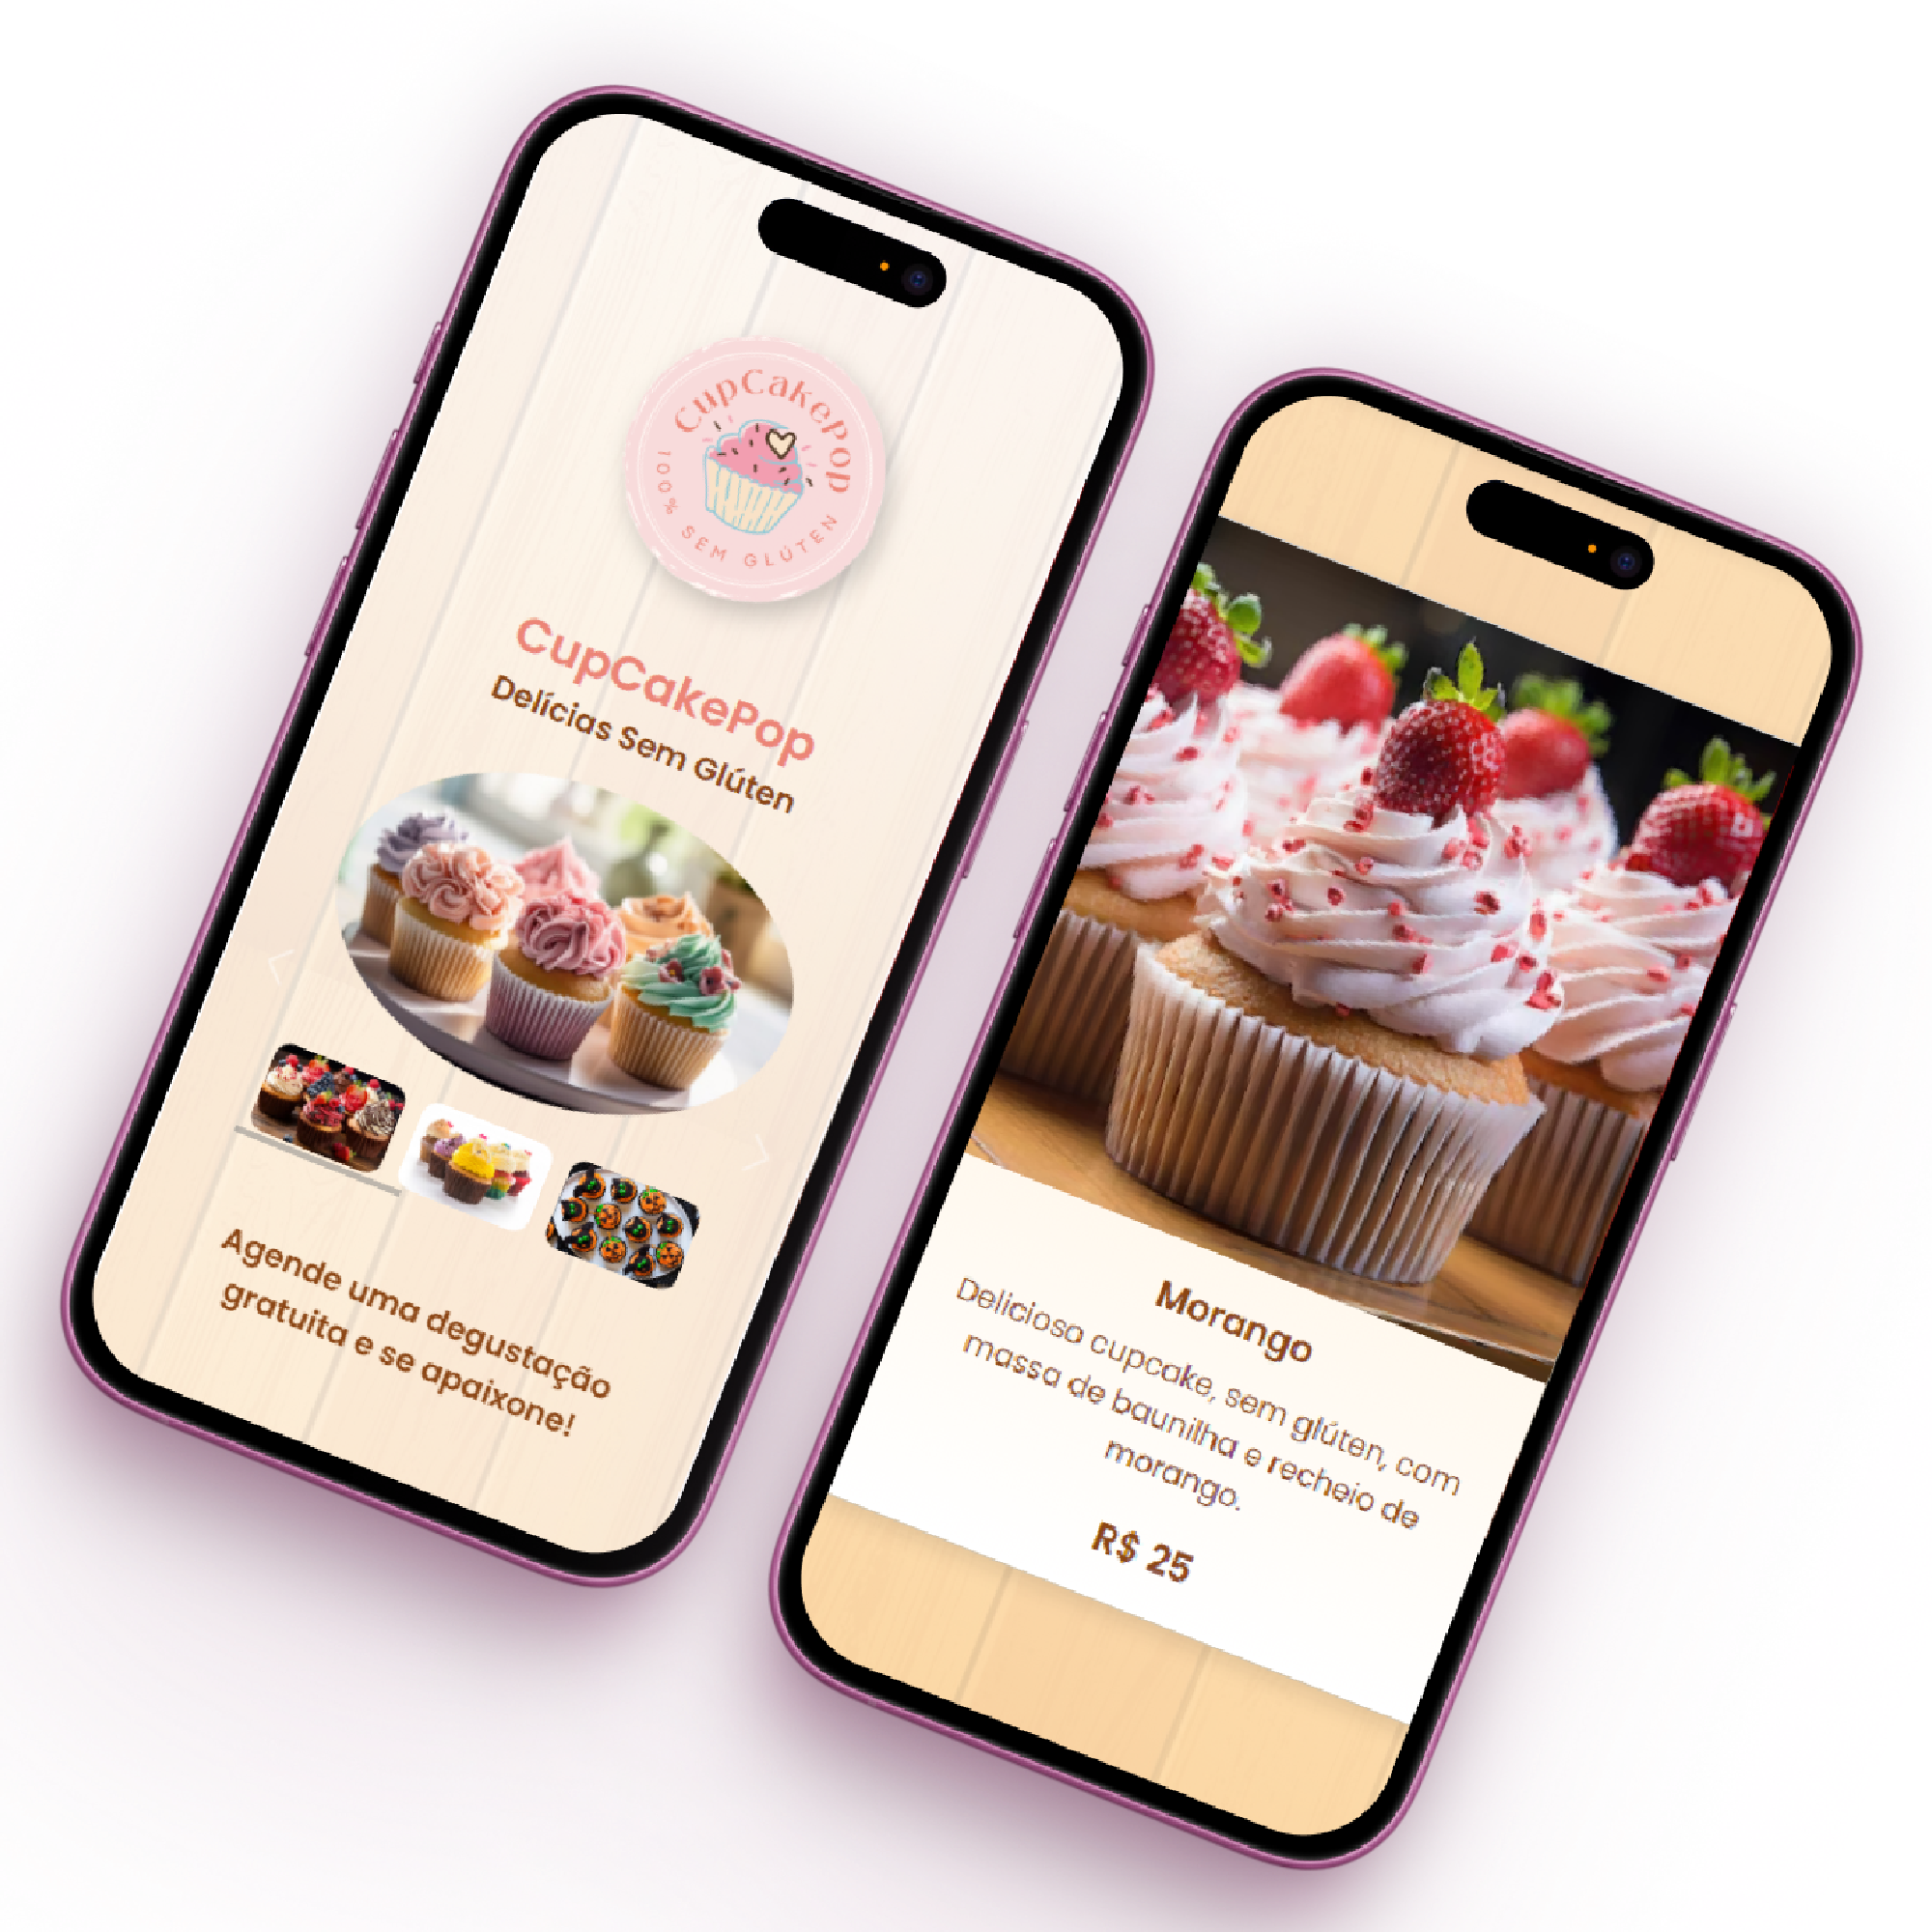 CupCakepop
100% SEM GLÚTEN
CupCakePop
Delícias Sem Glúten
Agende uma degustação
gratuita e se apaixone!
Morango
Delicioso cupcake, sem glúten, com
massa de baunilha e recheio de
morango.
R$ 25